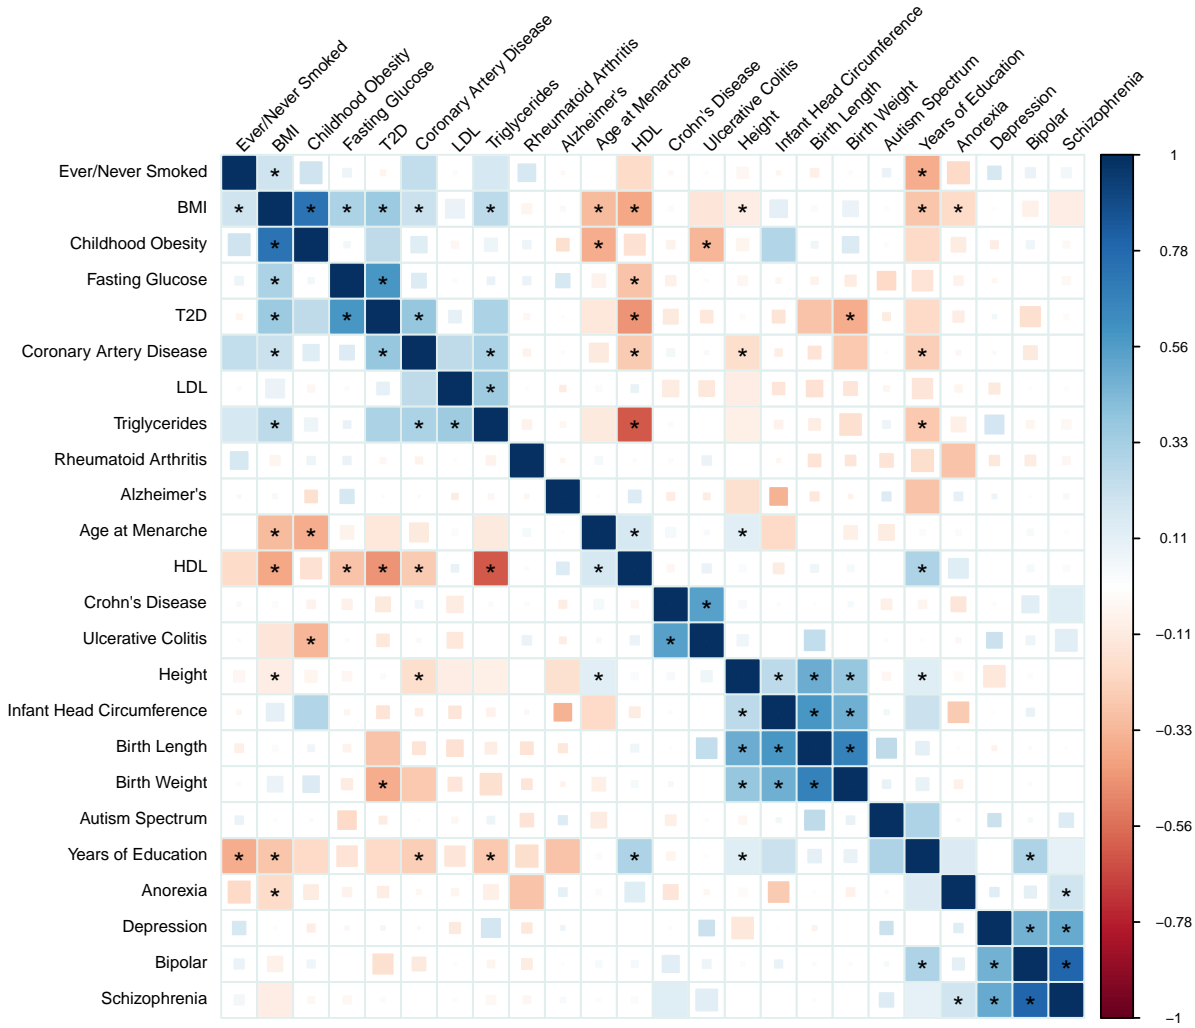 Ever/Never Smoked
BMI
Childhood Obesity
Fasting Glucose
T2D
Coronary Artery Disease
LDL
Triglycerides
Rheumatoid Arthritis
Alzheimer's
Age at Menarche
HDL
Crohn's Disease
Ulcerative Colitis
Height
Infant Head Circumference
Birth Length
Birth Weight
Autism Spectrum
Years of Education
Anorexia
Depression
Bipolar
Schizophrenia
Ever/Never Smoked
BMI
Childhood Obesity
Fasting Glucose
T2D
Coronary Artery Disease
LDL
Triglycerides
Rheumatoid Arthritis
Alzheimer's
Age at Menarche
HDL
Crohn's Disease
Ulcerative Colitis
Height
Infant Head Circumference
Birth Length
Birth Weight
Autism Spectrum
Years of Education
Anorexia
Depression
Bipolar
Schizophrenia
1
0.78
0.56
0.33
0.11
−0.11
−0.33
−0.56
−0.78
−1